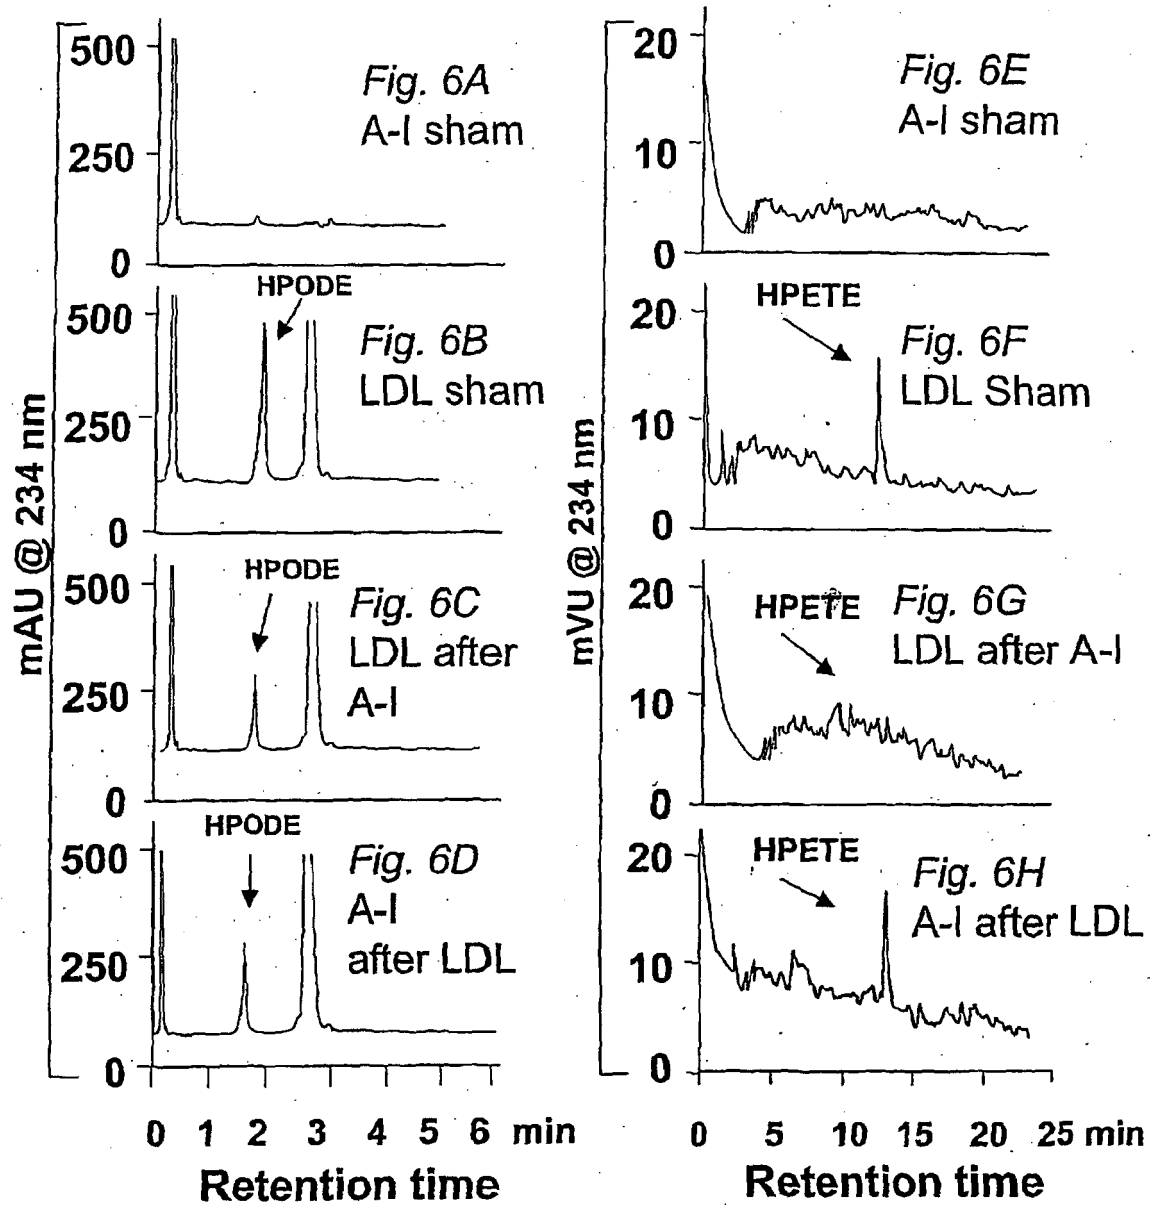 mAU @ 234 nm
500
250
0
Fig. 6A
A-I sham
HPODE
500
250
0
Fig. 6B
LDL sham
HPODE
500
250
0
Fig. 6C
LDL after
A-I
HPODE
500
250
0
Fig. 6D
A-I
after LDL
0 1 2 3 4 5 6 min
Retention time
mVU @ 234 nm
20
10
0
Fig. 6E
A-I sham
HPETE
20
10
0
Fig. 6F
LDL Sham
HPETE
20
10
0
Fig. 6G
LDL after A-I
HPETE
20
10
0
Fig. 6H
A-I after LDL
0 5 10 15 20 25 min
Retention time